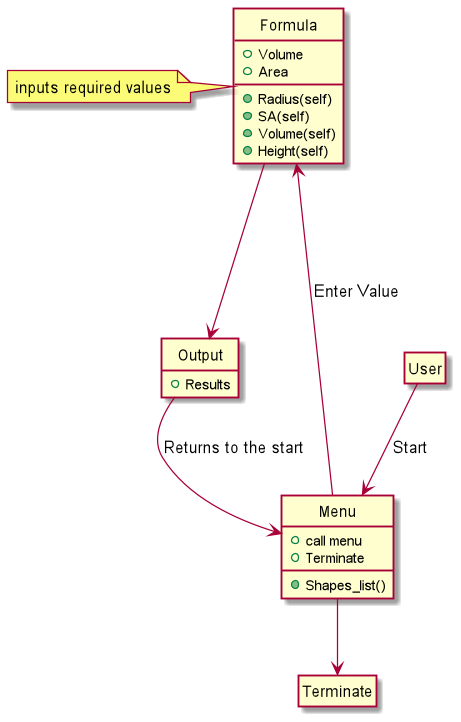 Formula
Volume
Area
inputs required values
Radius(self)
SA(self)
Volume(self)
Height(self)
Enter Value
Output
Results
User
Returns to the start
Start
Menu
call menu
Terminate
Shapes_list()
Terminate